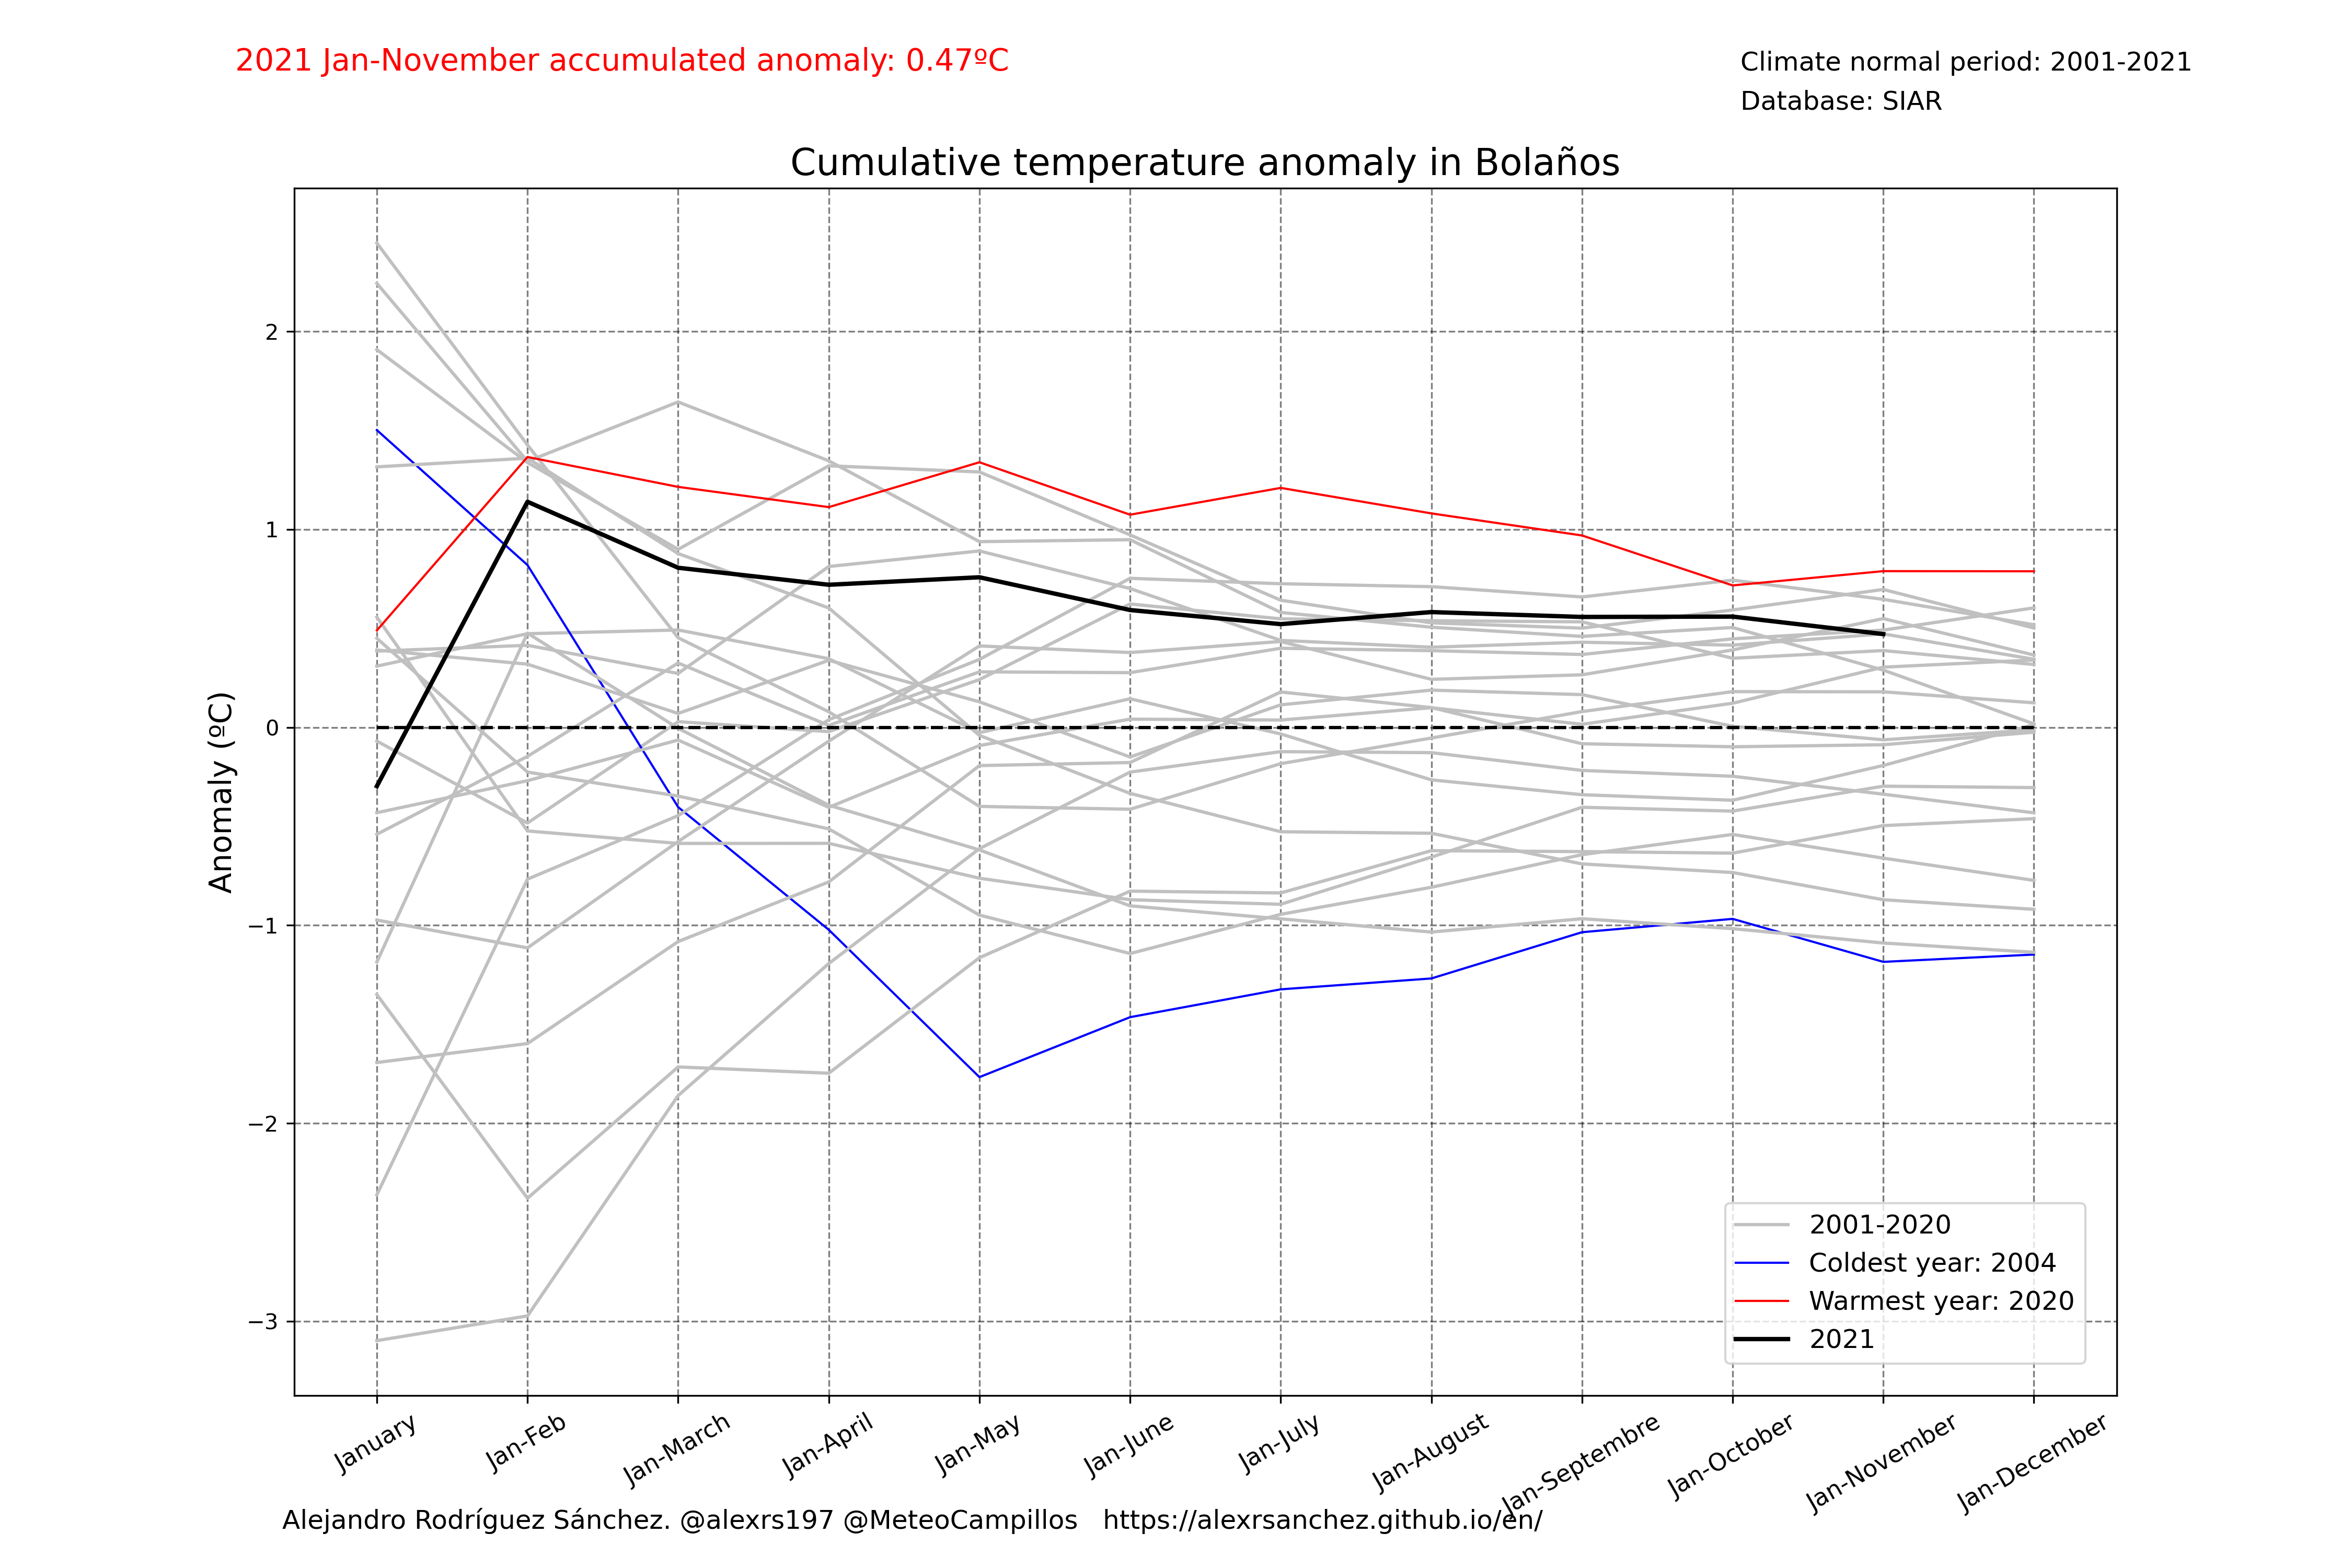 2021 Jan-November accumulated anomaly: 0.47ºC
Climate normal period: 2001-2021
Database: SIAR
Cumulative temperature anomaly in Bolaños
Anomaly (ºC)
2
1
0
−1
−2
−3
2001-2020
Coldest year: 2004
Warmest year: 2020
2021
January
Jan-Feb
Jan-March
Jan-April
Jan-May
Jan-June
Jan-July
Jan-August
Jan-Septembre
Jan-October
Jan-November
Jan-December
Alejandro Rodríguez Sánchez. @alexrs197 @MeteoCampillos https://alexrsanchez.github.io/en/